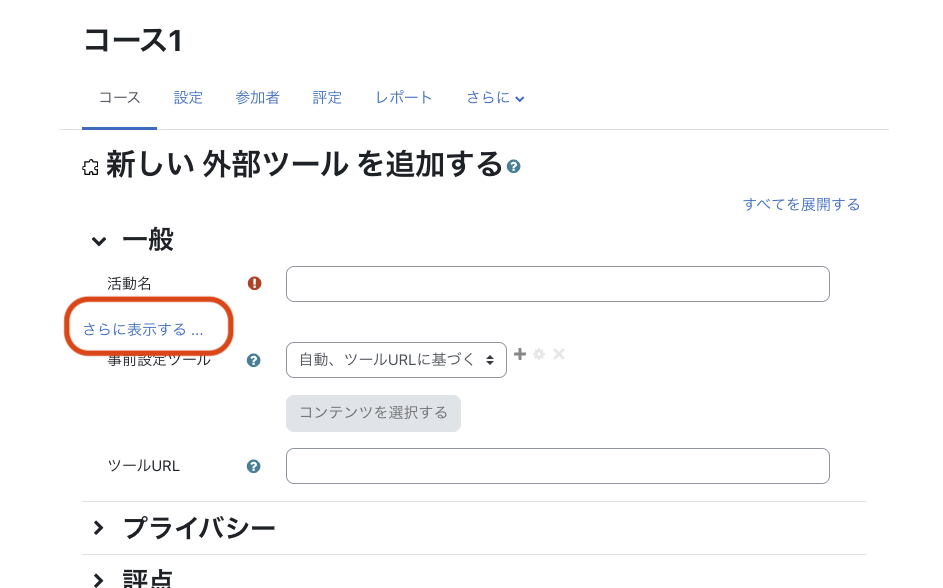 コース1
コース 設定 参加者 評定 レポート さらに
新しい 外部ツール を追加する
すべてを展開する
一般
活動名
さらに表示する ...
事前設定ツール 自動、ツールURLに基づく
コンテンツを選択する
ツールURL
プライバシー
評点